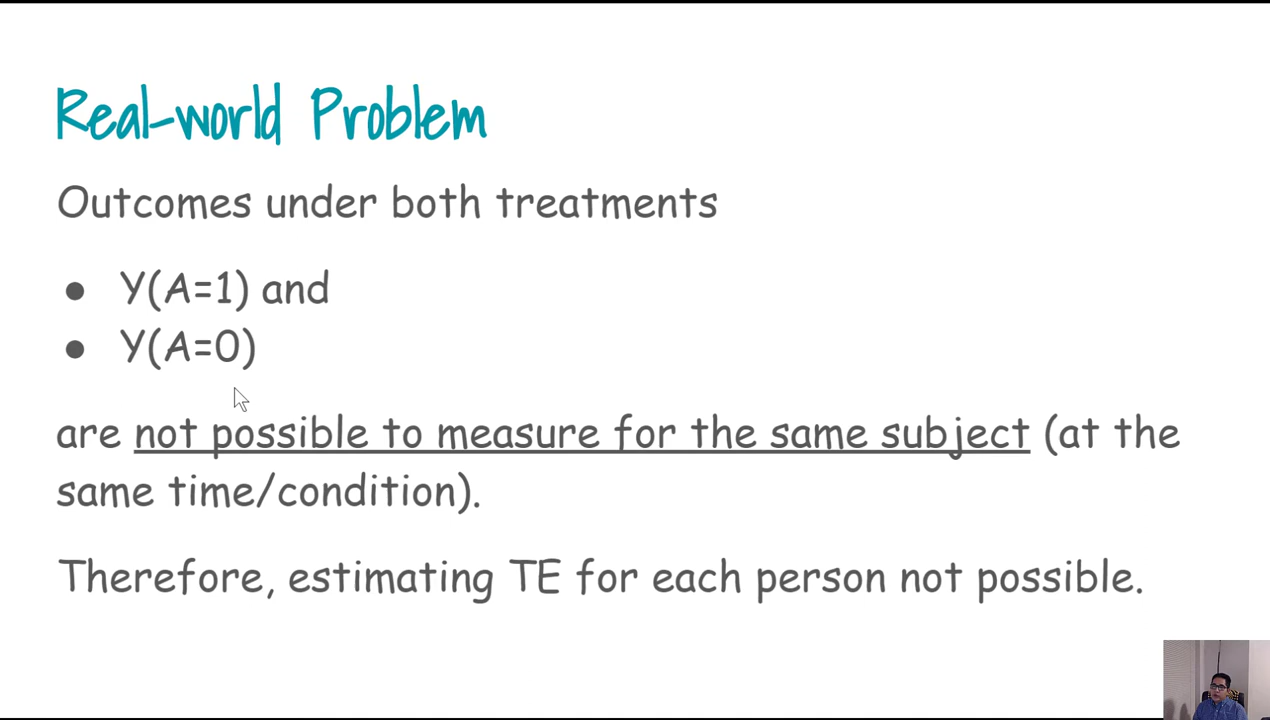 Real-world Problem
Outcomes under both treatments
● Y(A=1) and
● Y(A=0)
are not possible to measure for the same subject (at the
same time/condition).
Therefore, estimating TE for each person not possible.